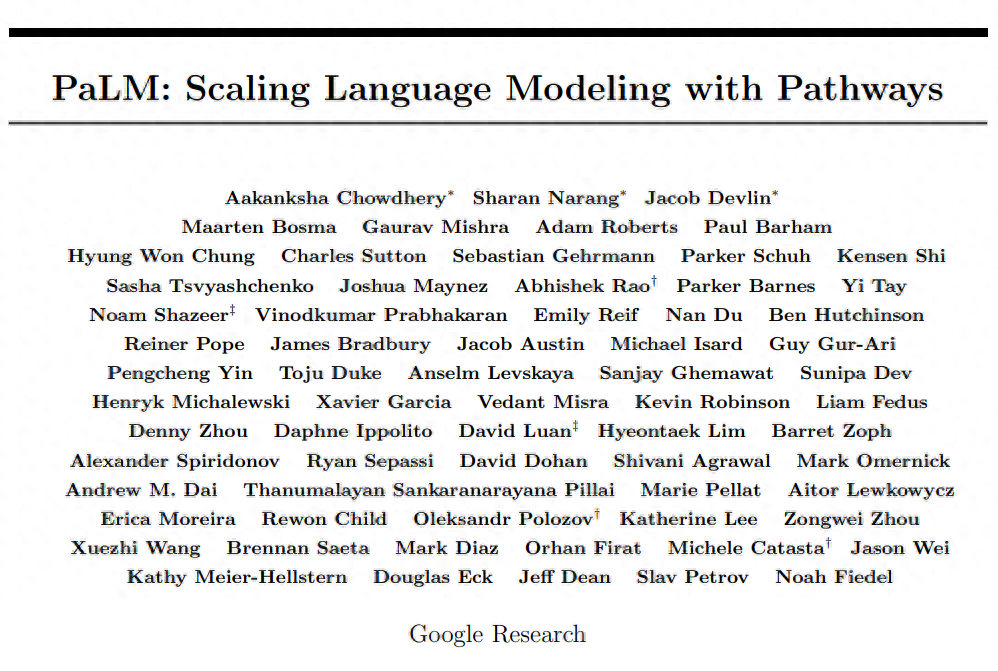 PaLM: Scaling Language Modeling with Pathways
Aakanksha Chowdhery* Sharan Narang* Jacob Devlin*
Maarten Bosma Gaurav Mishra Adam Roberts Paul Barham
Hyung Won Chung Charles Sutton Sebastian Gehrmann Parker Schuh Kensen Shi
Sasha Tsvyashchenko Joshua Maynez Abhishek Rao† Parker Barnes Yi Tay
Noam Shazeer‡ Vinodkumar Prabhakaran Emily Reif Nan Du Ben Hutchinson
Reiner Pope James Bradbury Jacob Austin Michael Isard Guy Gur-Ari
Pengcheng Yin Toju Duke Anselm Levskaya Sanjay Ghemawat Sunipa Dev
Henryk Michalewski Xavier Garcia Vedant Misra Kevin Robinson Liam Fedus
Denny Zhou Daphne Ippolito David Luan‡ Hyeontaek Lim Barret Zoph
Alexander Spiridonov Ryan Sepassi David Dohan Shivani Agrawal Mark Omernick
Andrew M. Dai Thanumalayan Sankaranarayana Pillai Marie Pellat Aitor Lewkowycz
Erica Moreira Rewon Child Oleksandr Polozov† Katherine Lee Zongwei Zhou
Xuezhi Wang Brennan Saeta Mark Diaz Orhan Firat Michele Catasta† Jason Wei
Kathy Meier-Hellstern Douglas Eck Jeff Dean Slav Petrov Noah Fiedel
Google Research